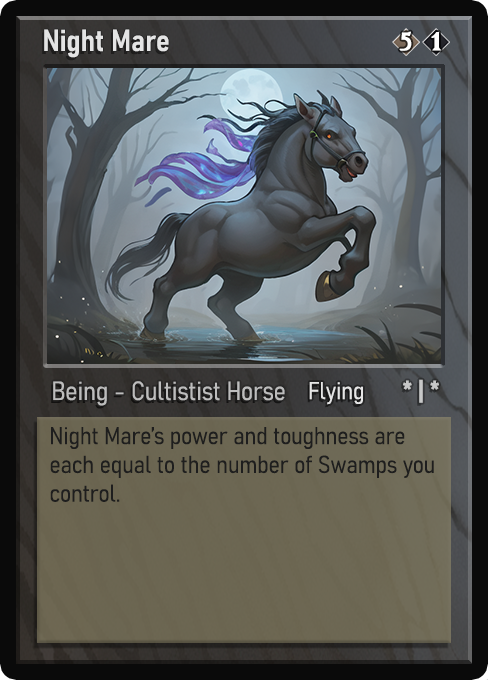 Night Mare 5 1
Being - Cultistist Horse Flying *|*
Night Mare's power and toughness are
each equal to the number of Swamps you
control.